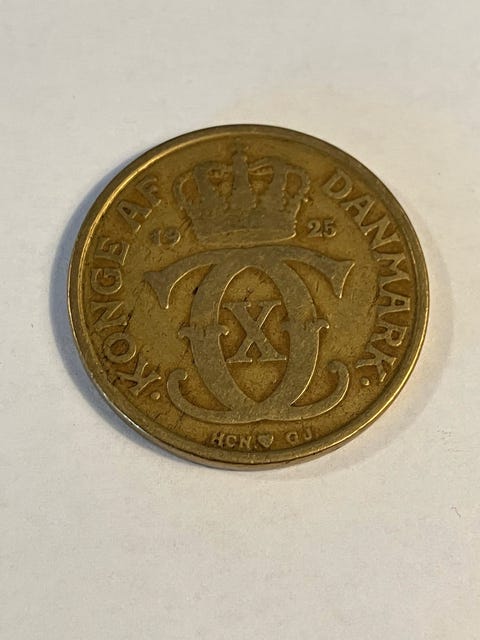 KONGE AF DANMARK
19 25
X
HCN ♥ GJ